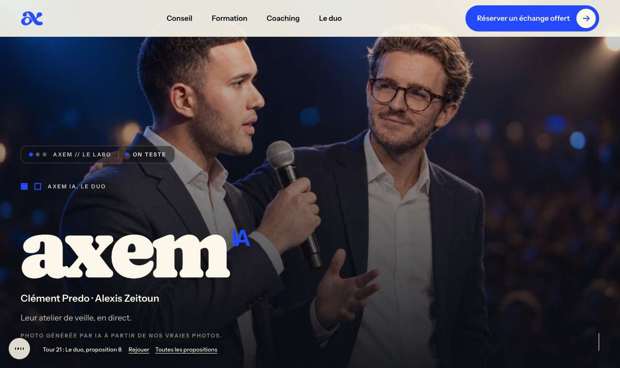 Conseil
Formation
Coaching
Le duo
Réserver un échange offert
AXEM // LE LABO
ON TESTE
AXEM IA, LE DUO
axem IA
Clément Predo · Alexis Zeitoun
Leur atelier de veille, en direct.
PHOTO GÉNÉRÉE PAR IA À PARTIR DE NOS VRAIES PHOTOS.
Tour 21 : Le duo, proposition 8. Rejouer Toutes les propositions